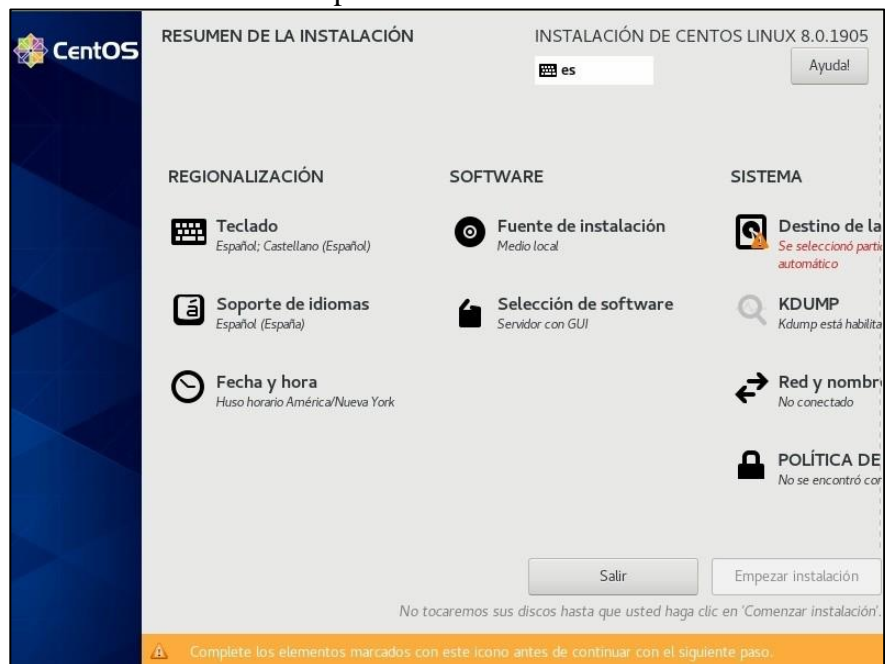 CentOS
RESUMEN DE LA INSTALACIÓN
INSTALACIÓN DE CENTOS LINUX 8.0.1905
es
Ayuda!
REGIONALIZACIÓN
SOFTWARE
SISTEMA
Teclado
Español; Castellano (Español)
Fuente de instalación
Medio local
Destino de la
Se seleccionó parti
automático
Soporte de idiomas
Español (España)
Selección de software
Servidor con GUI
KDUMP
Kdump está habilita
Fecha y hora
Huso horario América/Nueva York
Red y nombr
No conectado
POLÍTICA DE
No se encontró cor
Salir
Empezar instalación
No tocaremos sus discos hasta que usted haga clic en 'Comenzar instalación'.
Complete los elementos marcados con este icono antes de continuar con el siguiente paso.